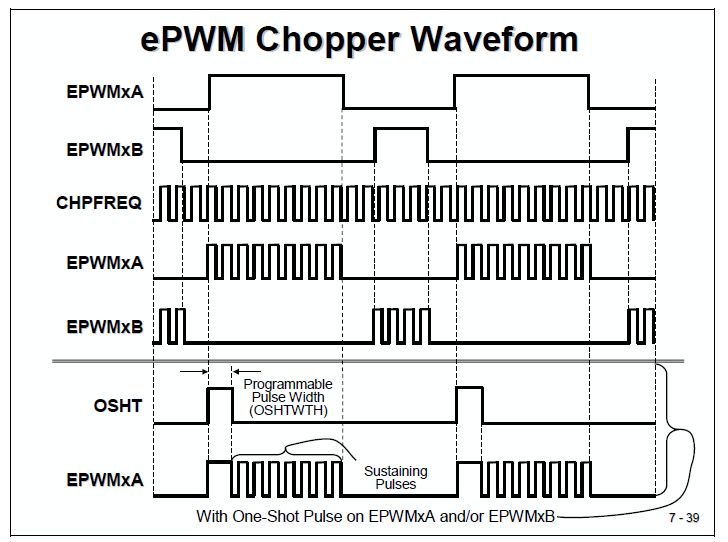 ePWM Chopper Waveform
EPWMxA
EPWMxB
CHPFREQ
EPWMxA
EPWMxB
Programmable
Pulse Width
(OSHTWTH)
OSHT
Sustaining
Pulses
EPWMxA
With One-Shot Pulse on EPWMxA and/or EPWMxB
7 - 39